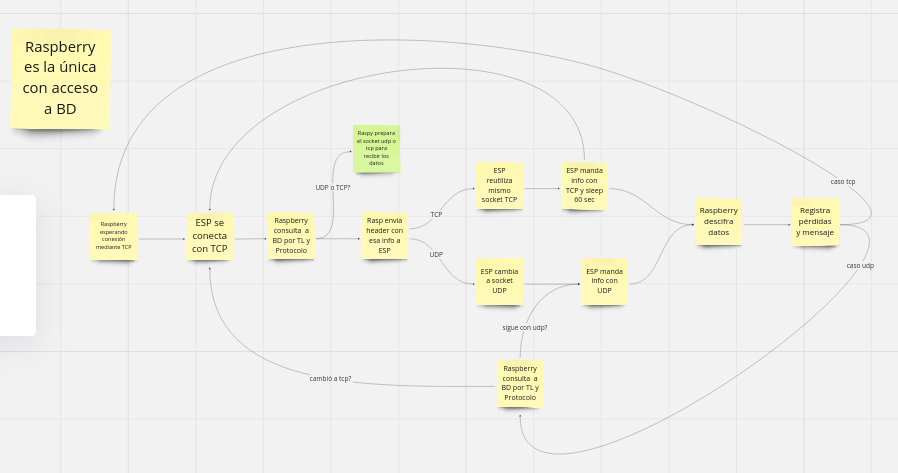 Raspberry
es la única
con acceso
a BD
Raspy prepara
el socket udp o
tcp para
recibir los
datos
UDP o TCP?
Raspberry
esperando
conexión
mediante TCP
ESP se
conecta
con TCP
Raspberry
consulta a
BD por TL y
Protocolo
Rasp envia
header con
esa info a
ESP
TCP
UDP
ESP
reutiliza
mismo
socket TCP
ESP manda
info con
TCP y sleep
60 sec
ESP cambia
a socket
UDP
ESP manda
info con
UDP
Raspberry
descifra
datos
Registra
pérdidas
y mensaje
caso tcp
caso udp
sigue con udp?
Raspberry
consulta a
BD por TL y
Protocolo
cambió a tcp?